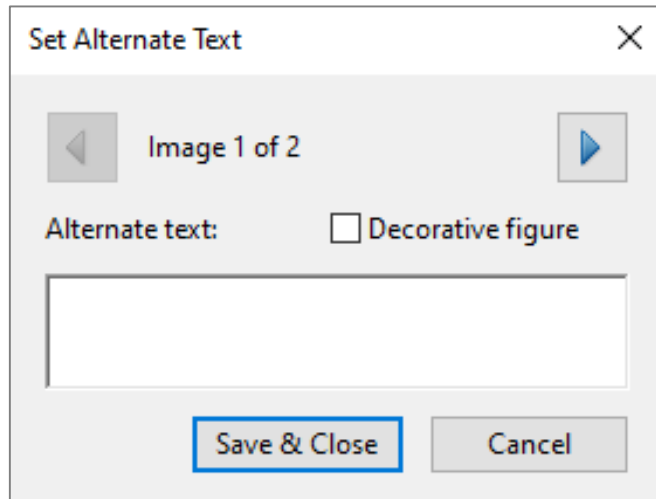 Set Alternate Text
Image 1 of 2
Alternate text: Decorative figure
Save & Close Cancel